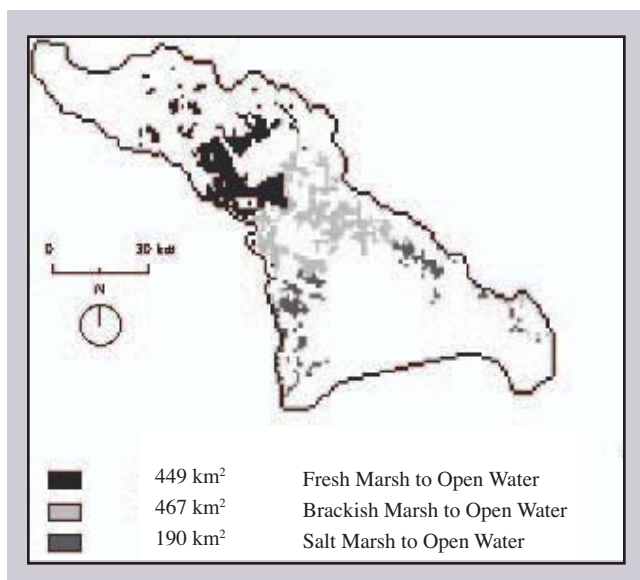 0 30 km
N
449 km² Fresh Marsh to Open Water
467 km² Brackish Marsh to Open Water
190 km² Salt Marsh to Open Water